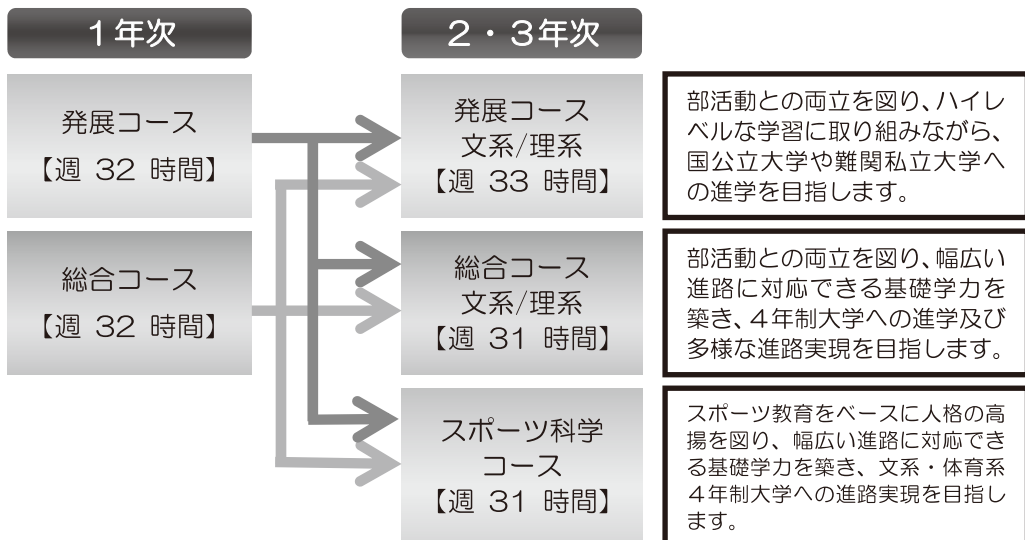 1年次
2・3年次
発展コース
【週 32 時間】
総合コース
【週 32 時間】
発展コース
文系/理系
【週 33 時間】
部活動との両立を図り、ハイレ
ベルな学習に取り組みながら、
国公立大学や難関私立大学へ
の進学を目指します。
総合コース
文系/理系
【週 31 時間】
部活動との両立を図り、幅広い
進路に対応できる基礎学力を
築き、4年制大学への進学及び
多様な進路実現を目指します。
スポーツ科学
コース
【週 31 時間】
スポーツ教育をベースに人格の高
揚を図り、幅広い進路に対応でき
る基礎学力を築き、文系・体育系
4年制大学への進路実現を目指し
ます。